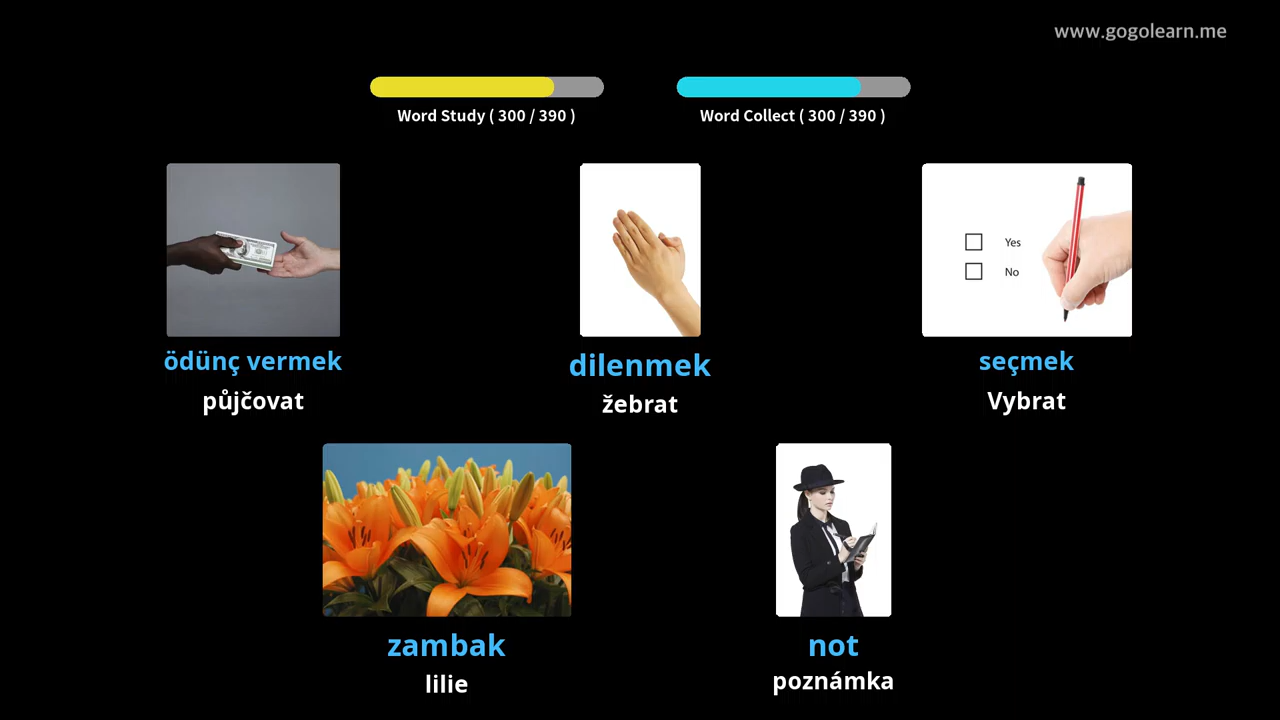 www.gogolearn.me
Word Study ( 300 / 390 )
Word Collect ( 300 / 390 )
Yes
No
ödünç vermek
půjčovat
dilenmek
žebrat
seçmek
Vybrat
zambak
lilie
not
poznámka